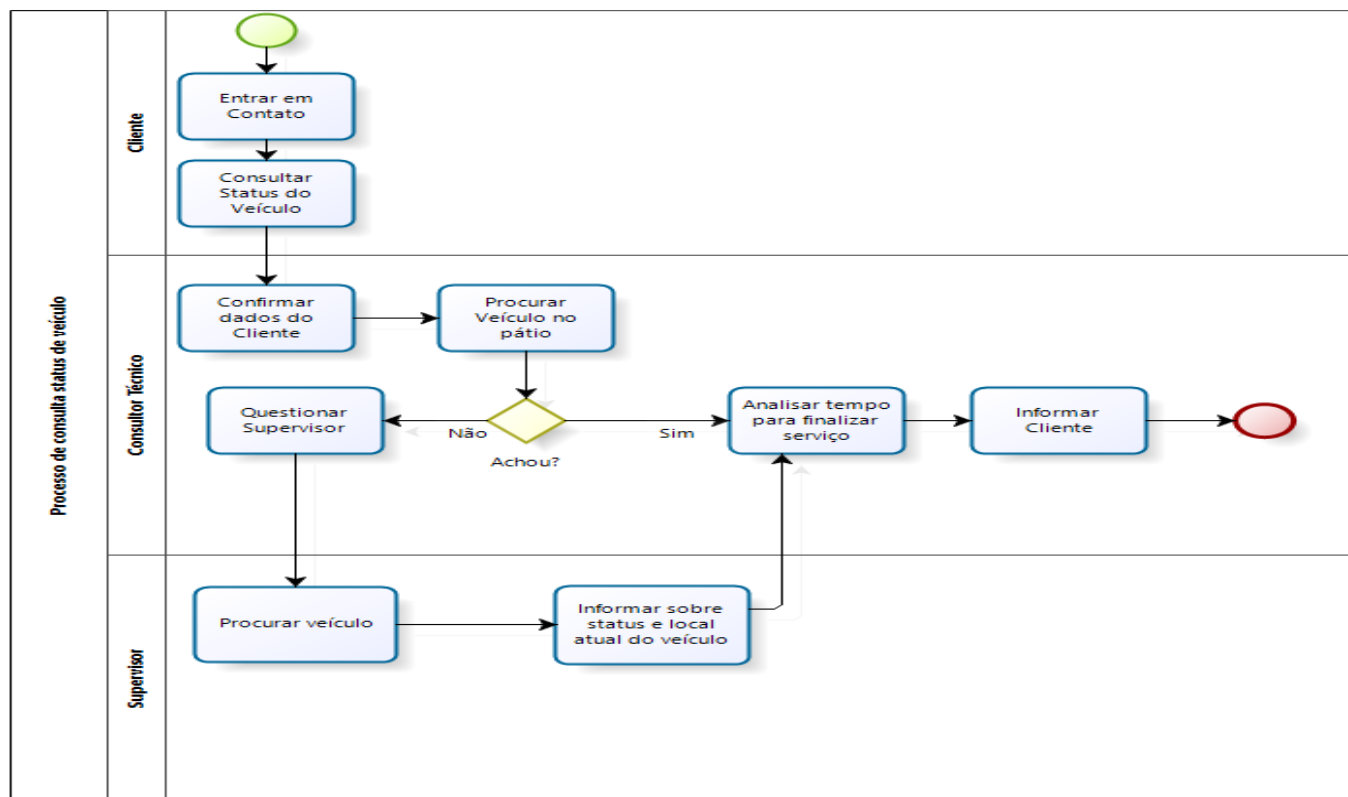 Processo de consulta status de veículo
Cliente
Entrar em
Contato
Consultar
Status do
Veículo
Consultor Técnico
Confirmar
dados do
Cliente
Procurar
Veículo no
pátio
Questionar
Supervisor
Não
Achou?
Sim
Analisar tempo
para finalizar
serviço
Informar
Cliente
Supervisor
Procurar veículo
Informar sobre
status e local
atual do veículo